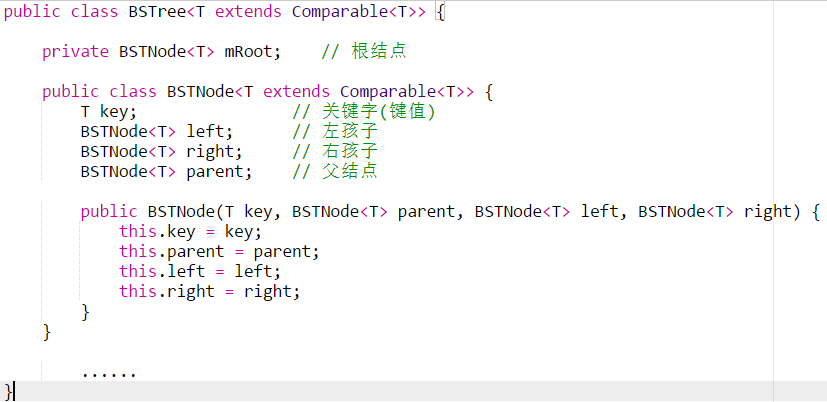 public class BSTree<T extends Comparable<T>> {
private BSTNode<T> mRoot;    // 根结点
public class BSTNode<T extends Comparable<T>> {
T key;                // 关键字(键值)
BSTNode<T> left;      // 左孩子
BSTNode<T> right;     // 右孩子
BSTNode<T> parent;    // 父结点
public BSTNode(T key, BSTNode<T> parent, BSTNode<T> left, BSTNode<T> right) {
this.key = key;
this.parent = parent;
this.left = left;
this.right = right;
}
}
......
}